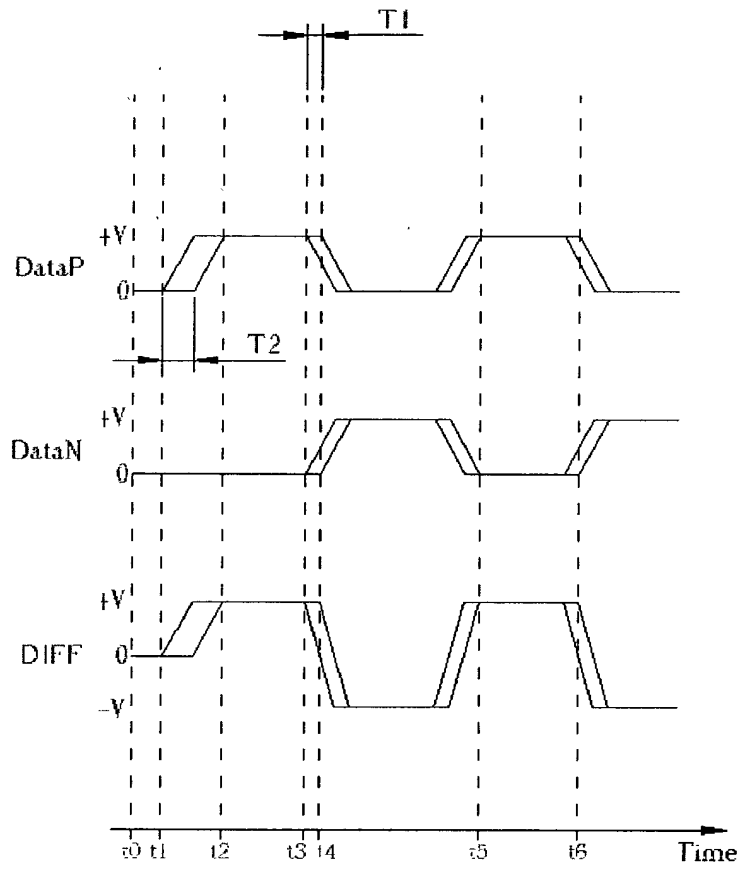 T1
+V
DataP
0
T2
+V
DataN
0
+V
DIFF 0
-V
t0 t1 t2 t3 t4 t5 t6 Time